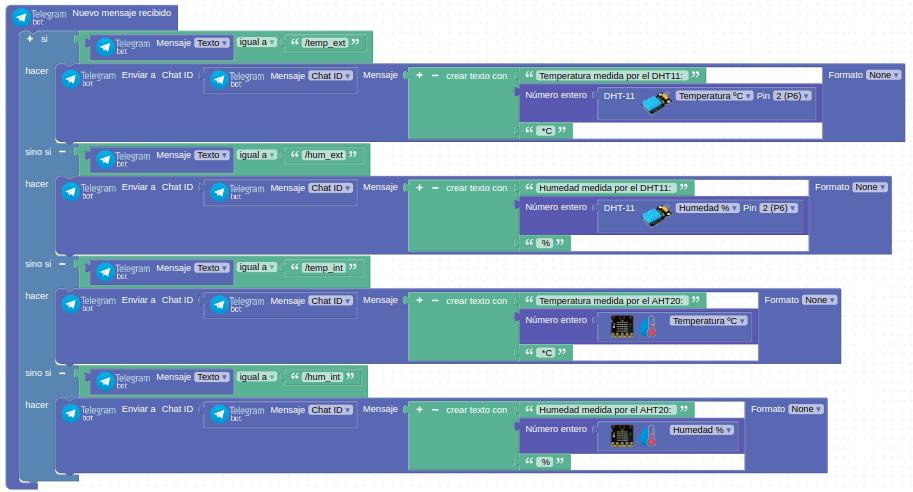 Telegram bot Nuevo mensaje recibido
+ si Telegram bot Mensaje Texto ▾ igual a ▾ “ /temp_ext ”
hacer Telegram bot Enviar a Chat ID Telegram bot Mensaje Chat ID ▾ Mensaje + − crear texto con “ Temperatura medida por el DHT11: ” Formato None ▾
Número entero DHT-11 Temperatura ºC ▾ Pin 2 (P6) ▾
“ *C ”
sino si − Telegram bot Mensaje Texto ▾ igual a ▾ “ /hum_ext ”
hacer Telegram bot Enviar a Chat ID Telegram bot Mensaje Chat ID ▾ Mensaje + − crear texto con “ Humedad medida por el DHT11: ” Formato None ▾
Número entero DHT-11 Humedad % ▾ Pin 2 (P6) ▾
“ % ”
sino si − Telegram bot Mensaje Texto ▾ igual a ▾ “ /temp_int ”
hacer Telegram bot Enviar a Chat ID Telegram bot Mensaje Chat ID ▾ Mensaje + − crear texto con “ Temperatura medida por el AHT20: ” Formato None ▾
Número entero Temperatura ºC ▾
“ *C ”
sino si − Telegram bot Mensaje Texto ▾ igual a ▾ “ /hum_int ”
hacer Telegram bot Enviar a Chat ID Telegram bot Mensaje Chat ID ▾ Mensaje + − crear texto con “ Humedad medida por el AHT20: ” Formato None ▾
Número entero Humedad % ▾
“ % ”